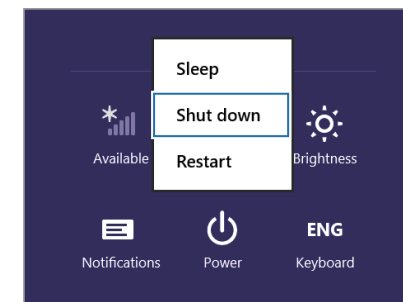 Sleep
Shut down
Restart
Available
Brightness
Notifications
Power
ENG
Keyboard